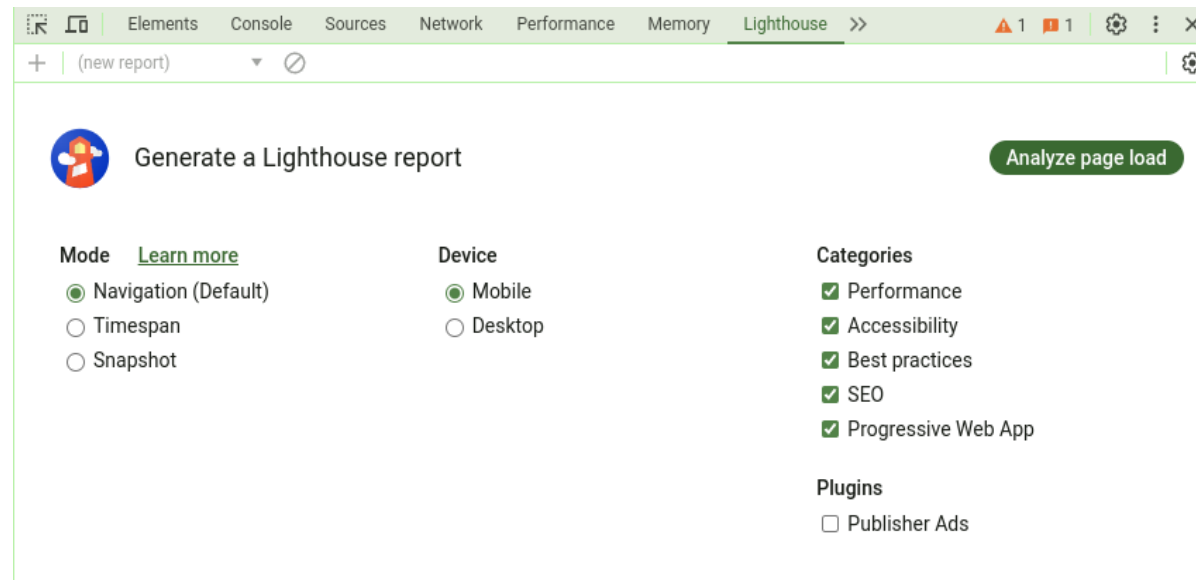 Elements Console Sources Network Performance Memory Lighthouse 1 1
(new report)
Generate a Lighthouse report
Analyze page load
Mode Learn more
Navigation (Default)
Timespan
Snapshot
Device
Mobile
Desktop
Categories
Performance
Accessibility
Best practices
SEO
Progressive Web App
Plugins
Publisher Ads